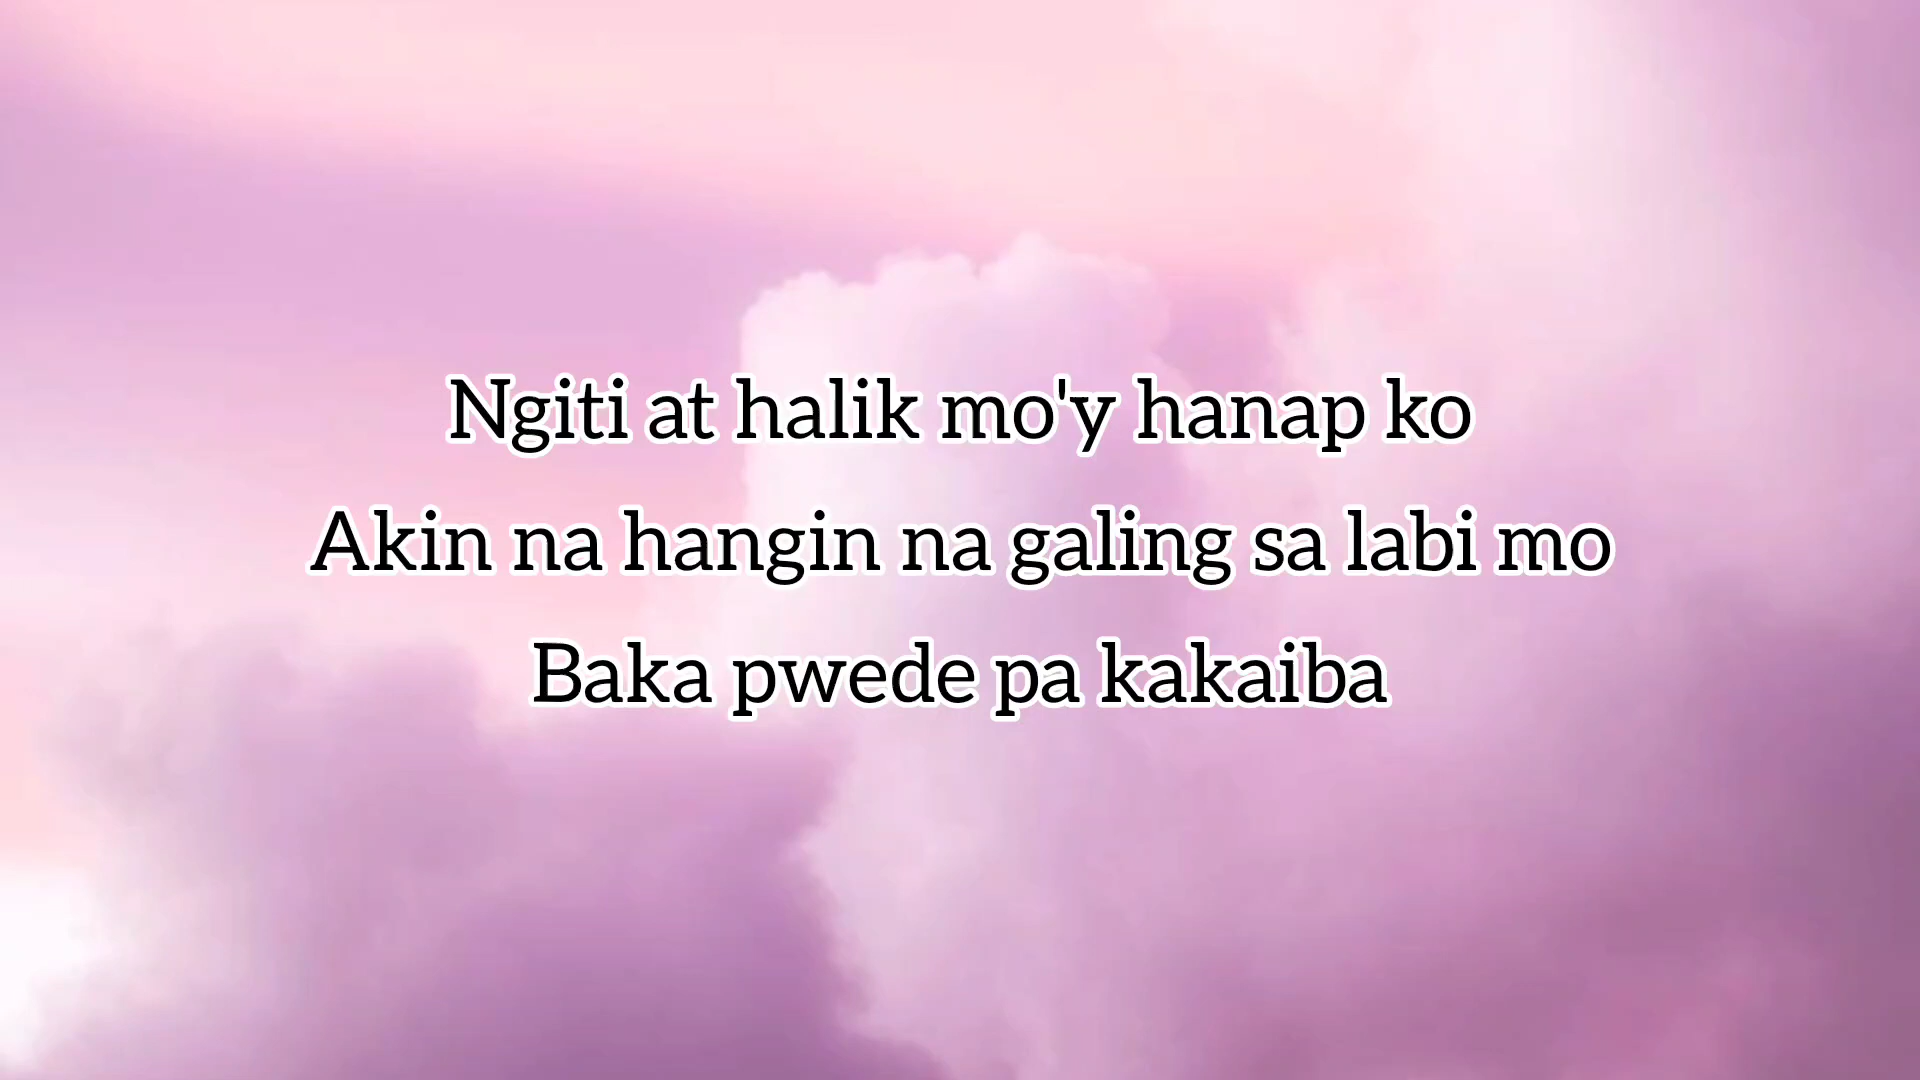 Ngiti at halik mo'y hanap ko
Akin na hangin na galing sa labi mo
Baka pwede pa kakaiba